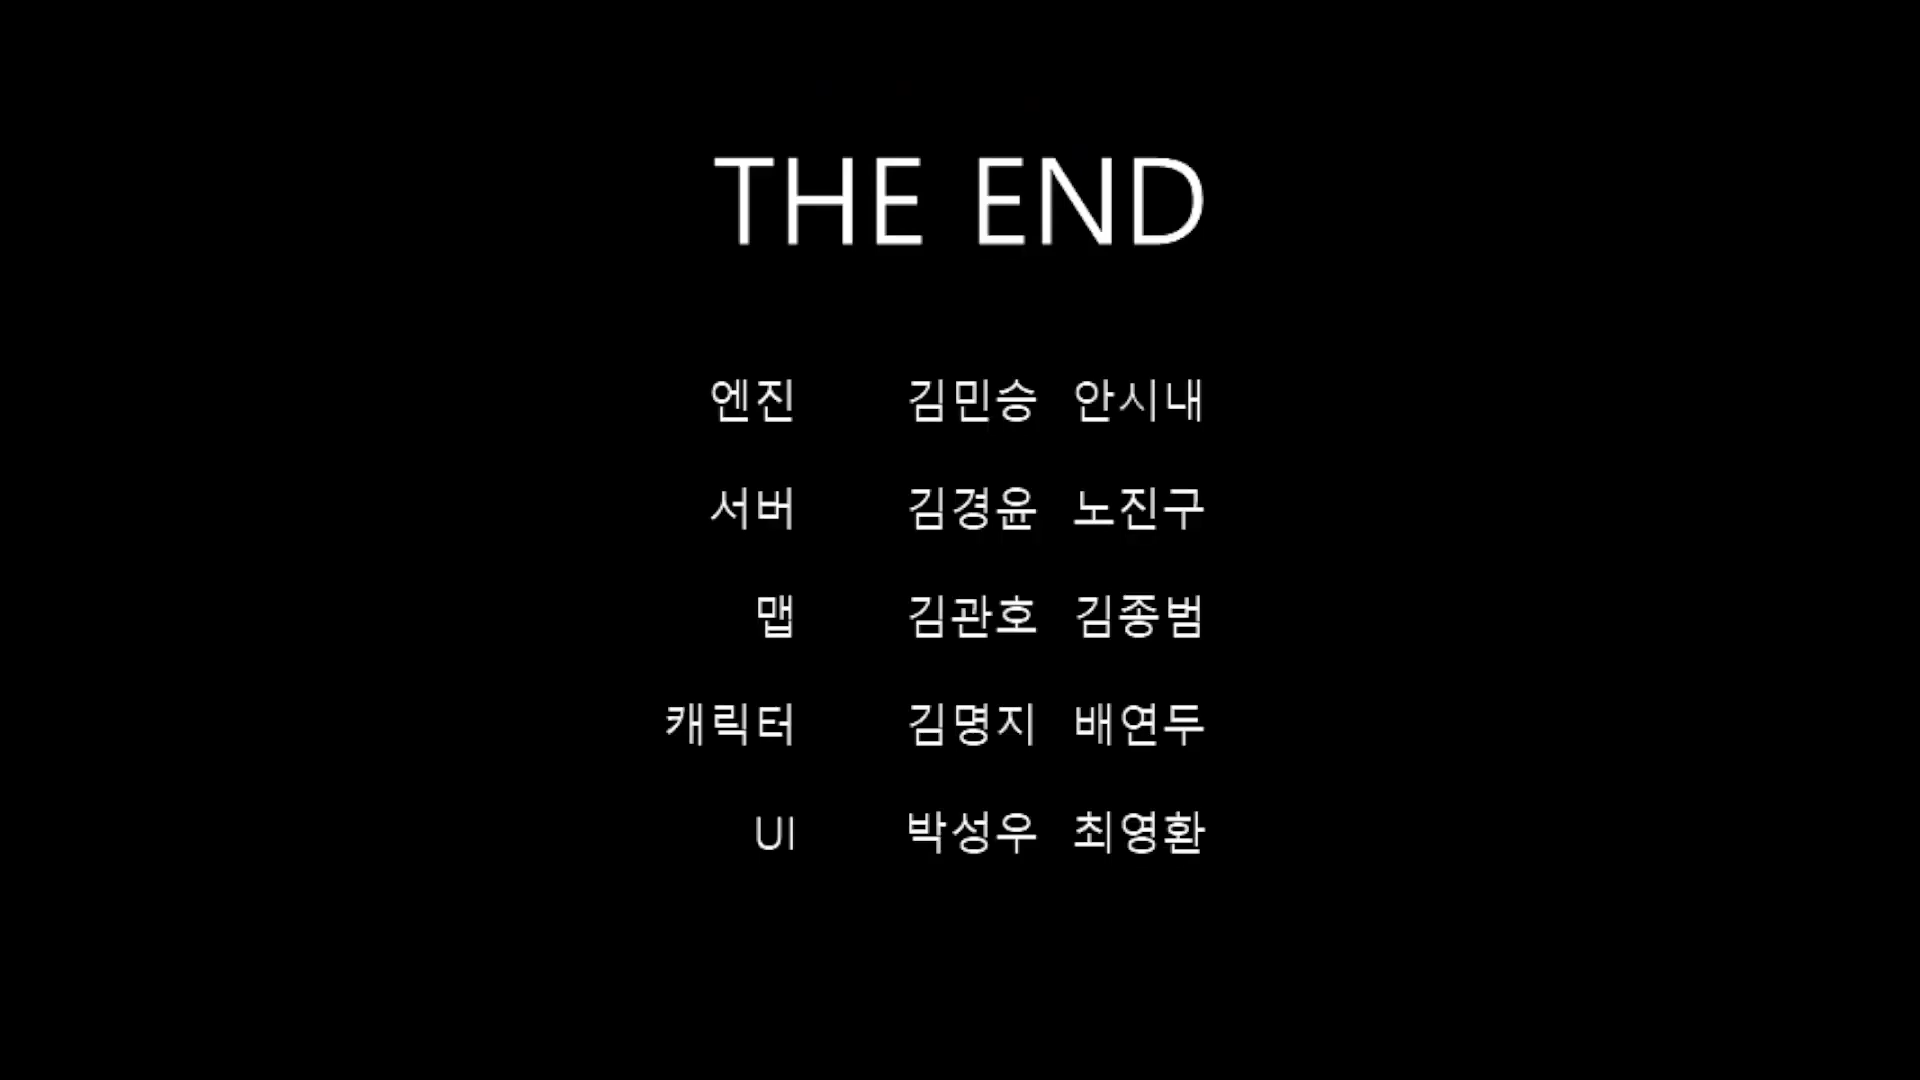 THE END
엔진 김민승 안시내
서버 김경윤 노진구
맵 김관호 김종범
캐릭터 김명지 배연두
UI 박성우 최영환